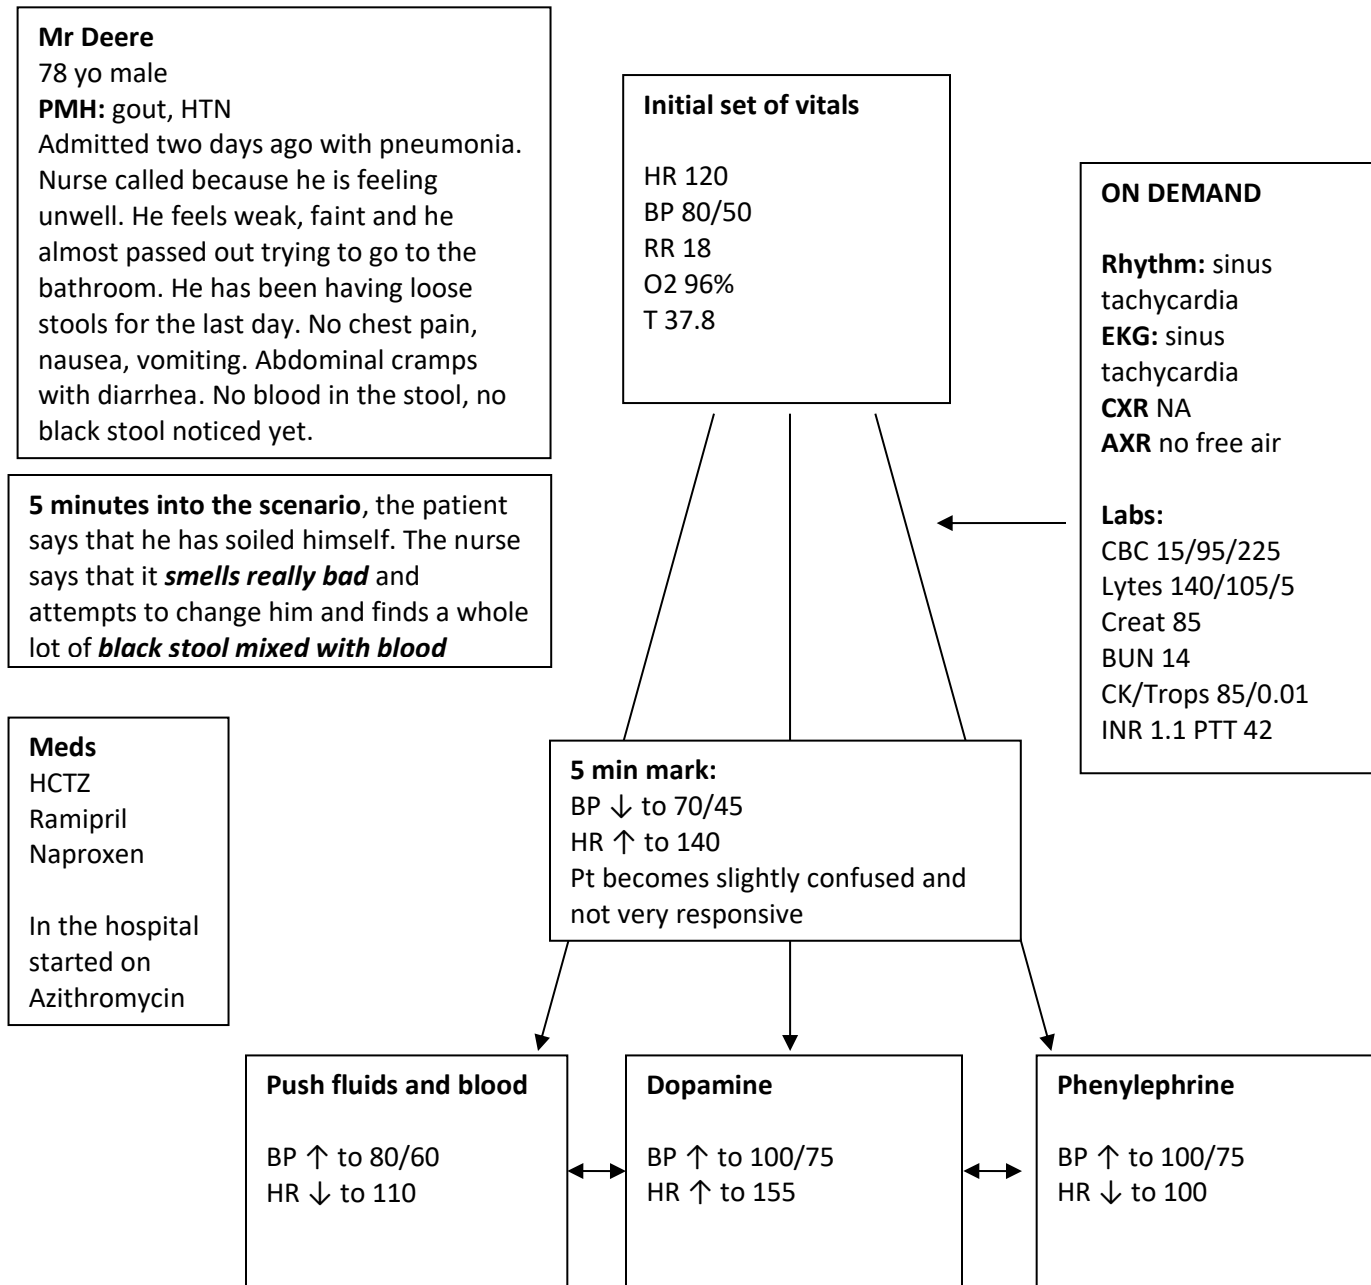 Mr Deere
78 yo male
PMH: gout, HTN
Admitted two days ago with pneumonia.
Nurse called because he is feeling
unwell. He feels weak, faint and he
almost passed out trying to go to the
bathroom. He has been having loose
stools for the last day. No chest pain,
nausea, vomiting. Abdominal cramps
with diarrhea. No blood in the stool, no
black stool noticed yet.
5 minutes into the scenario, the patient
says that he has soiled himself. The nurse
says that it smells really bad and
attempts to change him and finds a whole
lot of black stool mixed with blood
Meds
HCTZ
Ramipril
Naproxen
In the hospital
started on
Azithromycin
Initial set of vitals
HR 120
BP 80/50
RR 18
O2 96%
T 37.8
ON DEMAND
Rhythm: sinus
tachycardia
EKG: sinus
tachycardia
CXR NA
AXR no free air
Labs:
CBC 15/95/225
Lytes 140/105/5
Creat 85
BUN 14
CK/Trops 85/0.01
INR 1.1 PTT 42
5 min mark:
BP ↓ to 70/45
HR ↑ to 140
Pt becomes slightly confused and
not very responsive
Push fluids and blood
BP ↑ to 80/60
HR ↓ to 110
Dopamine
BP ↑ to 100/75
HR ↑ to 155
Phenylephrine
BP ↑ to 100/75
HR ↓ to 100